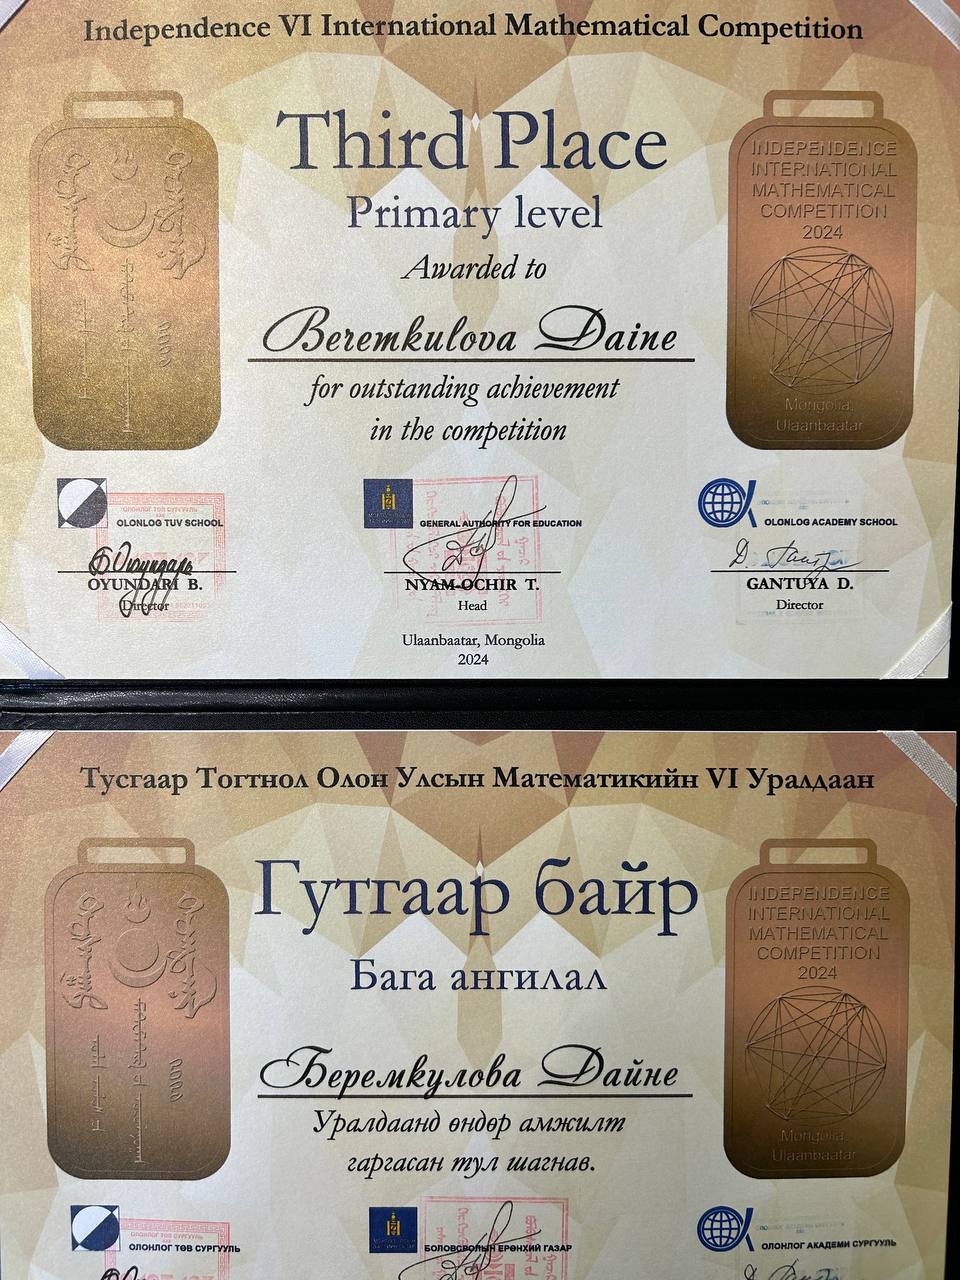 Independence VI International Mathematical Competition
Third Place
Primary level
Awarded to
Beremkulova Daine
for outstanding achievement
in the competition
INDEPENDENCE
INTERNATIONAL
MATHEMATICAL
COMPETITION
2024
Mongolia,
Ulaanbaatar
OLONLOG TUV SCHOOL
OYUNDARI B.
Director
GENERAL AUTHORITY FOR EDUCATION
NYAM-OCHIR T.
Head
OLONLOG ACADEMY SCHOOL
GANTUYA D.
Director
Ulaanbaatar, Mongolia
2024
Тусгаар Тогтнол Олон Улсын Математикийн VI Уралдаан
Гутгаар байр
Бага ангилал
Беремкулова Дайне
Уралдаанд өндөр амжилт
гаргасан тул шагнав.
INDEPENDENCE
INTERNATIONAL
MATHEMATICAL
COMPETITION
2024
Mongolia,
Ulaanbaatar
ОЛОНЛОГ ТӨВ СУРГУУЛЬ
БОЛОВСРОЛЫН ЕРӨНХИЙ ГАЗАР
ОЛОНЛОГ АКАДЕМИ СУРГУУЛЬ